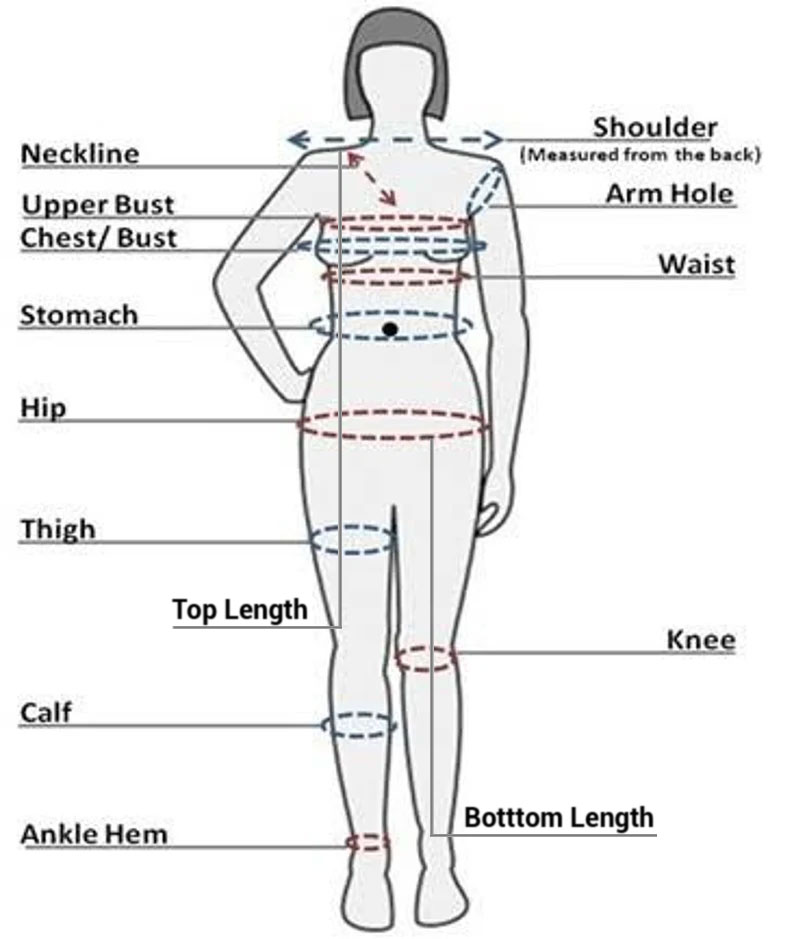 Shoulder
(Measured from the back)
Neckline
Arm Hole
Upper Bust
Chest/ Bust
Waist
Stomach
Hip
Thigh
Top Length
Knee
Calf
Botttom Length
Ankle Hem